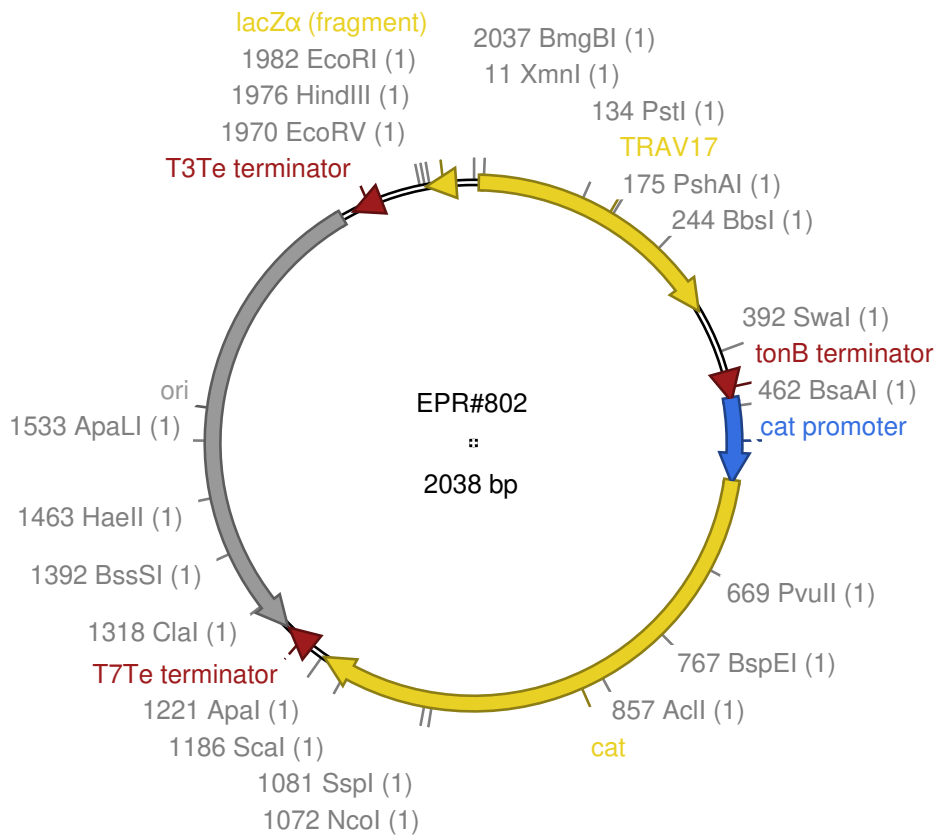 lacZα (fragment)
1982 EcoRI (1)
1976 HindIII (1)
1970 EcoRV (1)
T3Te terminator
2037 BmgBI (1)
11 XmnI (1)
134 PstI (1)
TRAV17
175 PshAI (1)
244 BbsI (1)
392 SwaI (1)
tonB terminator
462 BsaAI (1)
cat promoter
EPR#802
2038 bp
669 PvuII (1)
767 BspEI (1)
857 AclI (1)
cat
ori
1533 ApaLI (1)
1463 HaeII (1)
1392 BssSI (1)
1318 ClaI (1)
T7Te terminator
1221 ApaI (1)
1186 ScaI (1)
1081 SspI (1)
1072 NcoI (1)